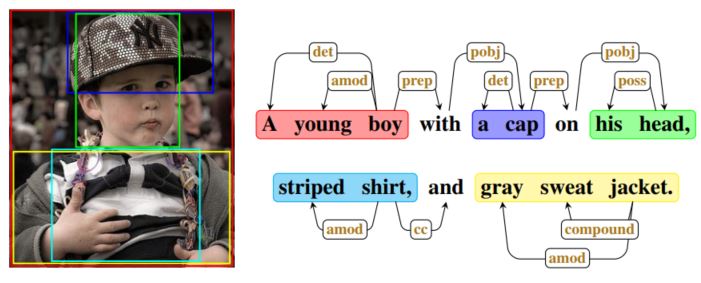 NY
det
pobj
pobj
amod
prep
det
prep
poss
A young boy with a cap on his head,
striped shirt, and gray sweat jacket.
amod
cc
compound
amod